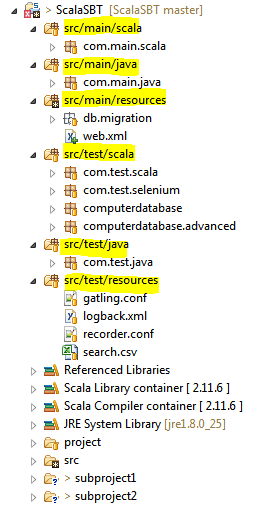 > ScalaSBT [ScalaSBT master]
src/main/scala
com.main.scala
src/main/java
com.main.java
src/main/resources
db.migration
web.xml
src/test/scala
com.test.scala
com.test.selenium
computerdatabase
computerdatabase.advanced
src/test/java
com.test.java
src/test/resources
gatling.conf
logback.xml
recorder.conf
search.csv
Referenced Libraries
Scala Library container [ 2.11.6 ]
Scala Compiler container [ 2.11.6 ]
JRE System Library [jre1.8.0_25]
project
src
> subproject1
> subproject2